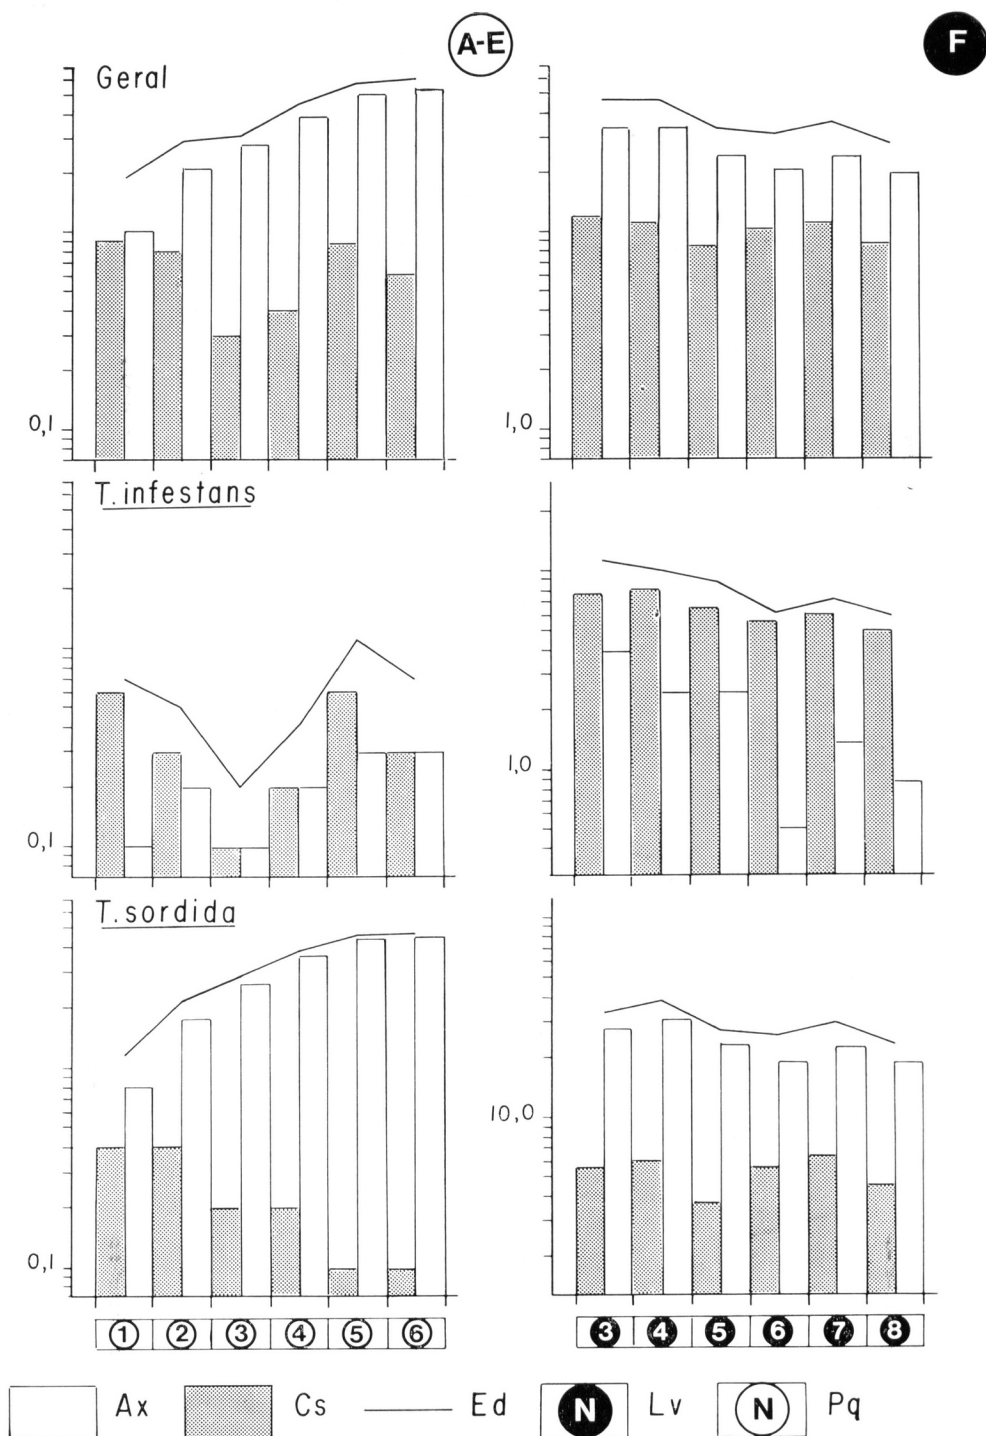 A-E
F
Geral
0,1
1,0
T. infestans
0,1
1,0
T. sordida
0,1
10,0
1 2 3 4 5 6
3 4 5 6 7 8
Ax Cs Ed N Lv N Pq